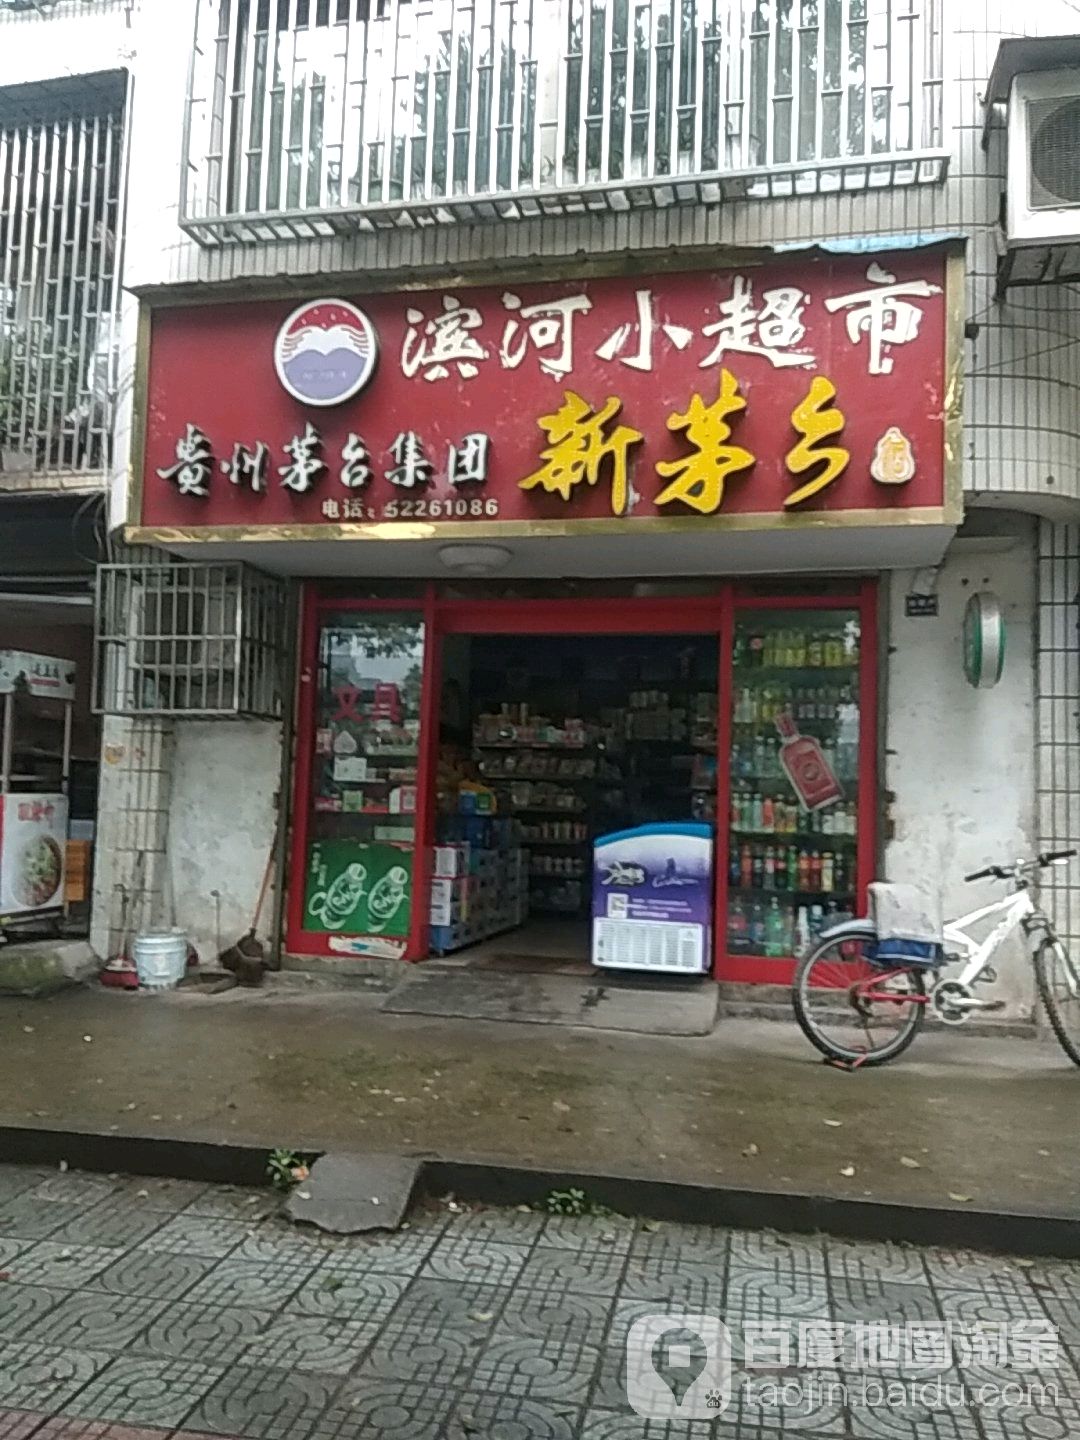 滨河小超市
贵州茅台集团 新茅乡
电话:52261086
文具
百度地图淘金
taojin.baidu.com